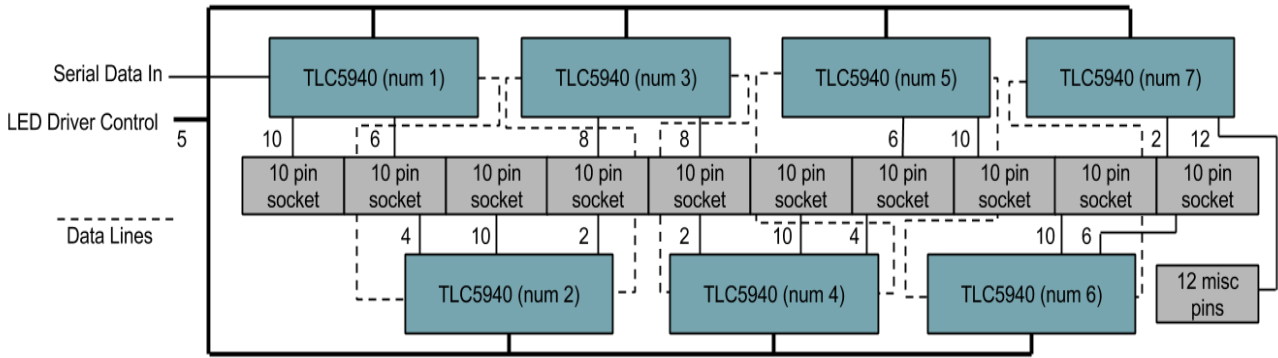 TLC5940 (num 1)
TLC5940 (num 3)
TLC5940 (num 5)
TLC5940 (num 7)
Serial Data In
LED Driver Control
5
10
6
8
8
6
10
2
12
10 pin
socket
10 pin
socket
10 pin
socket
10 pin
socket
10 pin
socket
10 pin
socket
10 pin
socket
10 pin
socket
10 pin
socket
10 pin
socket
Data Lines
4
10
2
2
10
4
10
6
TLC5940 (num 2)
TLC5940 (num 4)
TLC5940 (num 6)
12 misc
pins